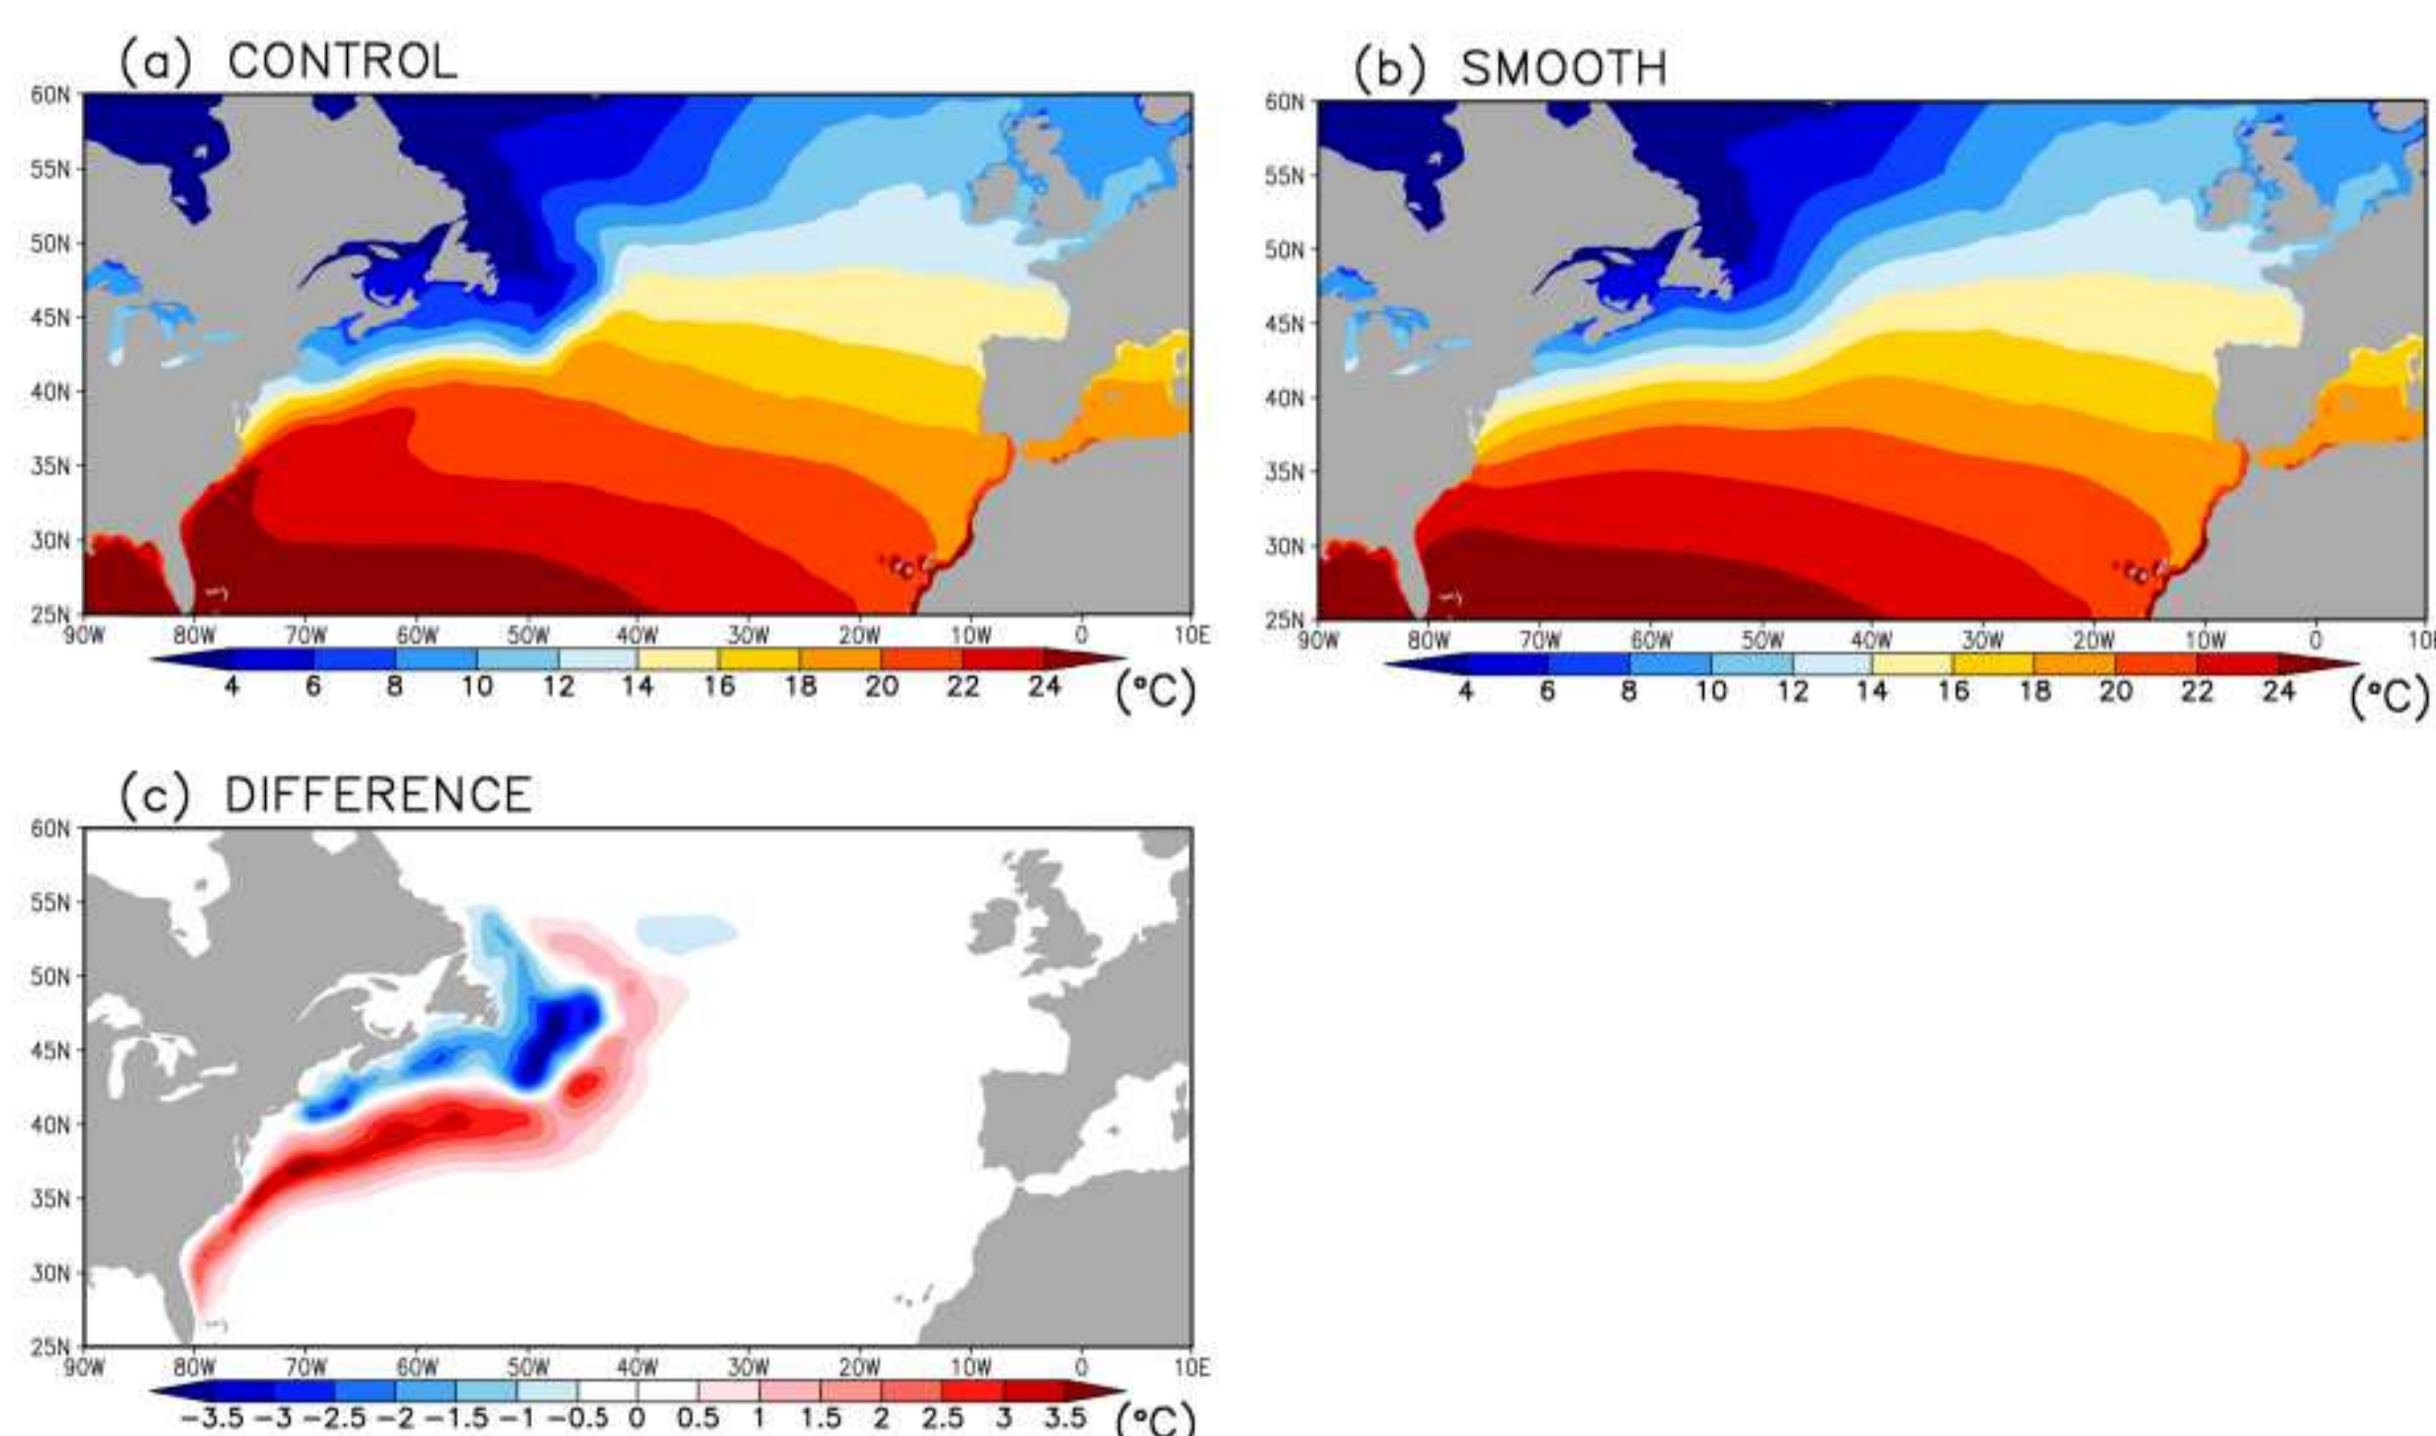 (a) CONTROL
60N
55N
50N
45N
40N
35N
30N
25N
90W 80W 70W 60W 50W 40W 30W 20W 10W 0 10E
4 6 8 10 12 14 16 18 20 22 24 (°C)
(b) SMOOTH
60N
55N
50N
45N
40N
35N
30N
25N
90W 80W 70W 60W 50W 40W 30W 20W 10W 0 10E
4 6 8 10 12 14 16 18 20 22 24 (°C)
(c) DIFFERENCE
60N
55N
50N
45N
40N
35N
30N
25N
90W 80W 70W 60W 50W 40W 30W 20W 10W 0 10E
−3.5 −3 −2.5 −2 −1.5 −1 −0.5 0 0.5 1 1.5 2 2.5 3 3.5 (°C)